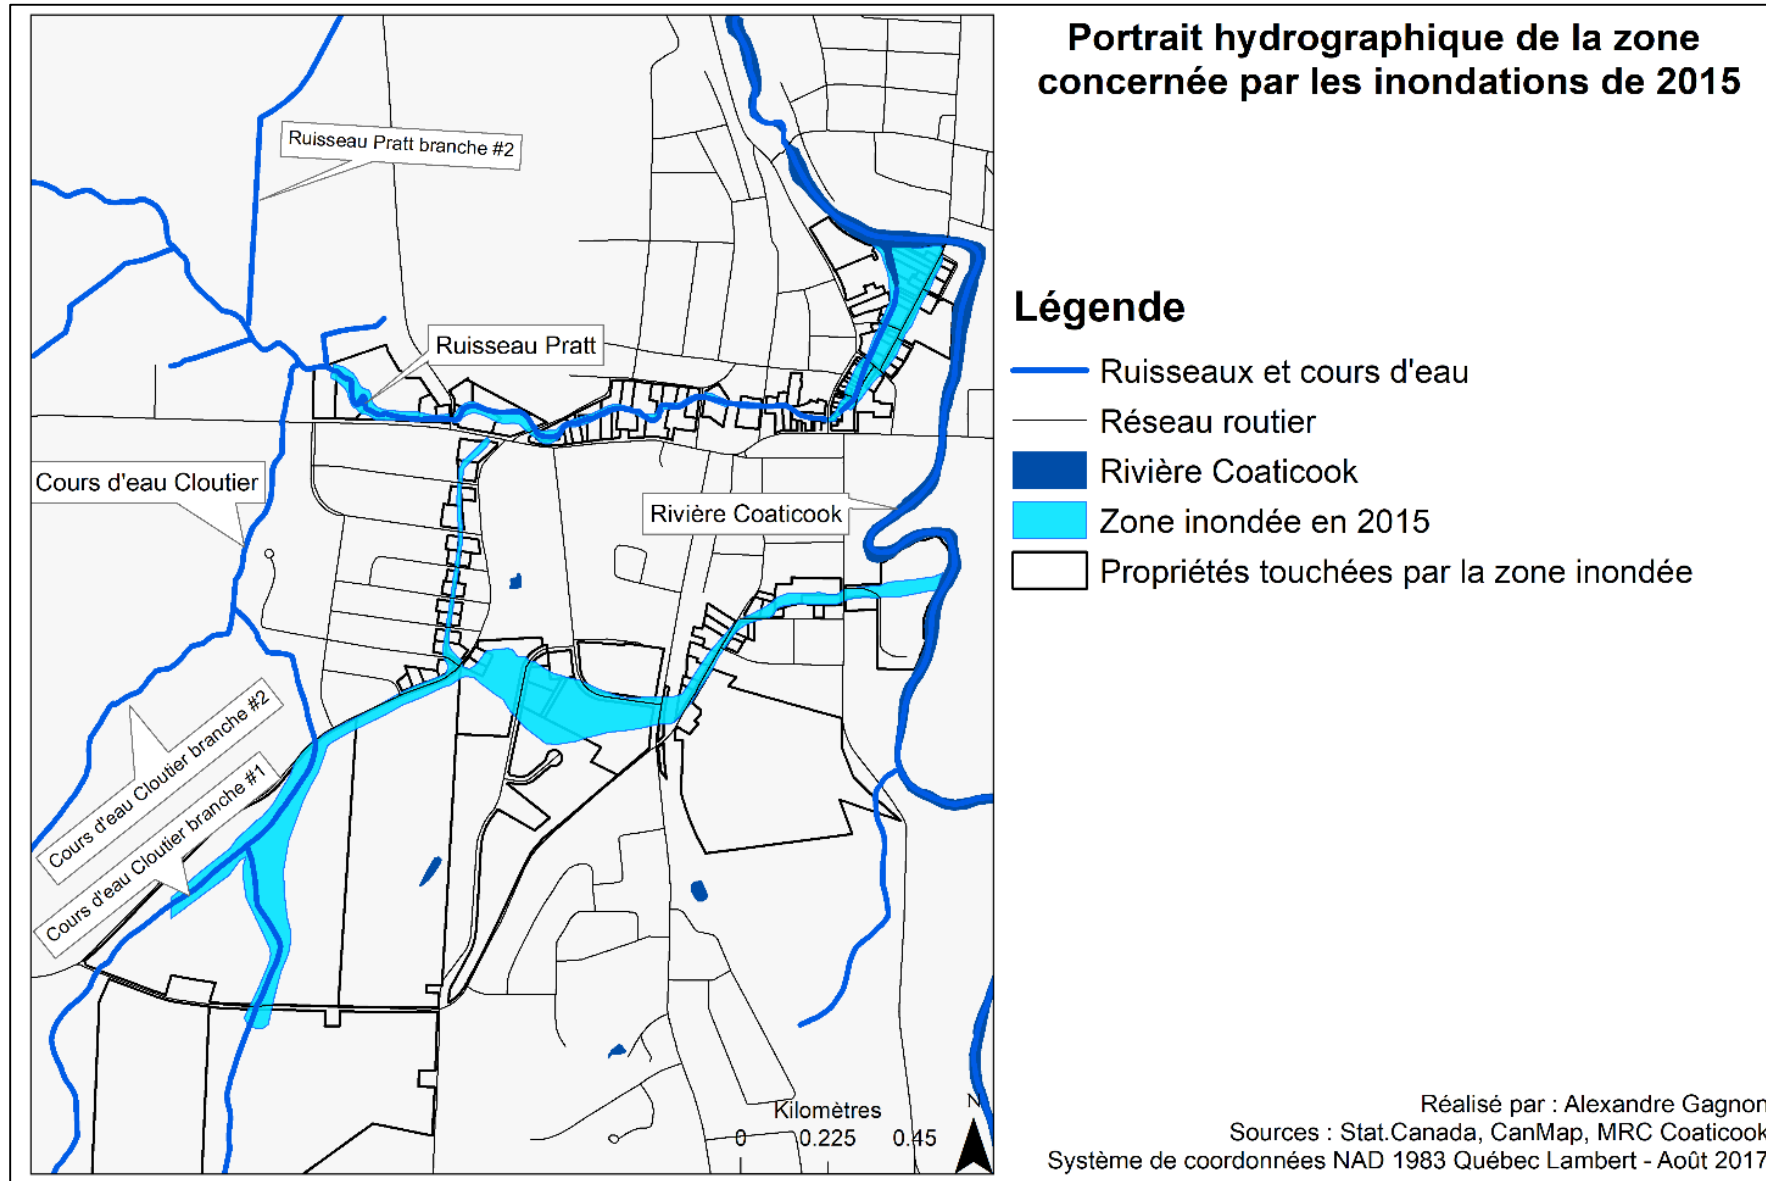 Portrait hydrographique de la zone
concernée par les inondations de 2015
Ruisseau Pratt branche #2
Ruisseau Pratt
Cours d'eau Cloutier
Rivière Coaticook
Cours d'eau Cloutier branche #2
Cours d'eau Cloutier branche #1
Légende
Ruisseaux et cours d'eau
Réseau routier
Rivière Coaticook
Zone inondée en 2015
Propriétés touchées par la zone inondée
Kilomètres
0 0.225 0.45
N
Réalisé par : Alexandre Gagnon
Sources : Stat.Canada, CanMap, MRC Coaticook
Système de coordonnées NAD 1983 Québec Lambert - Août 2017